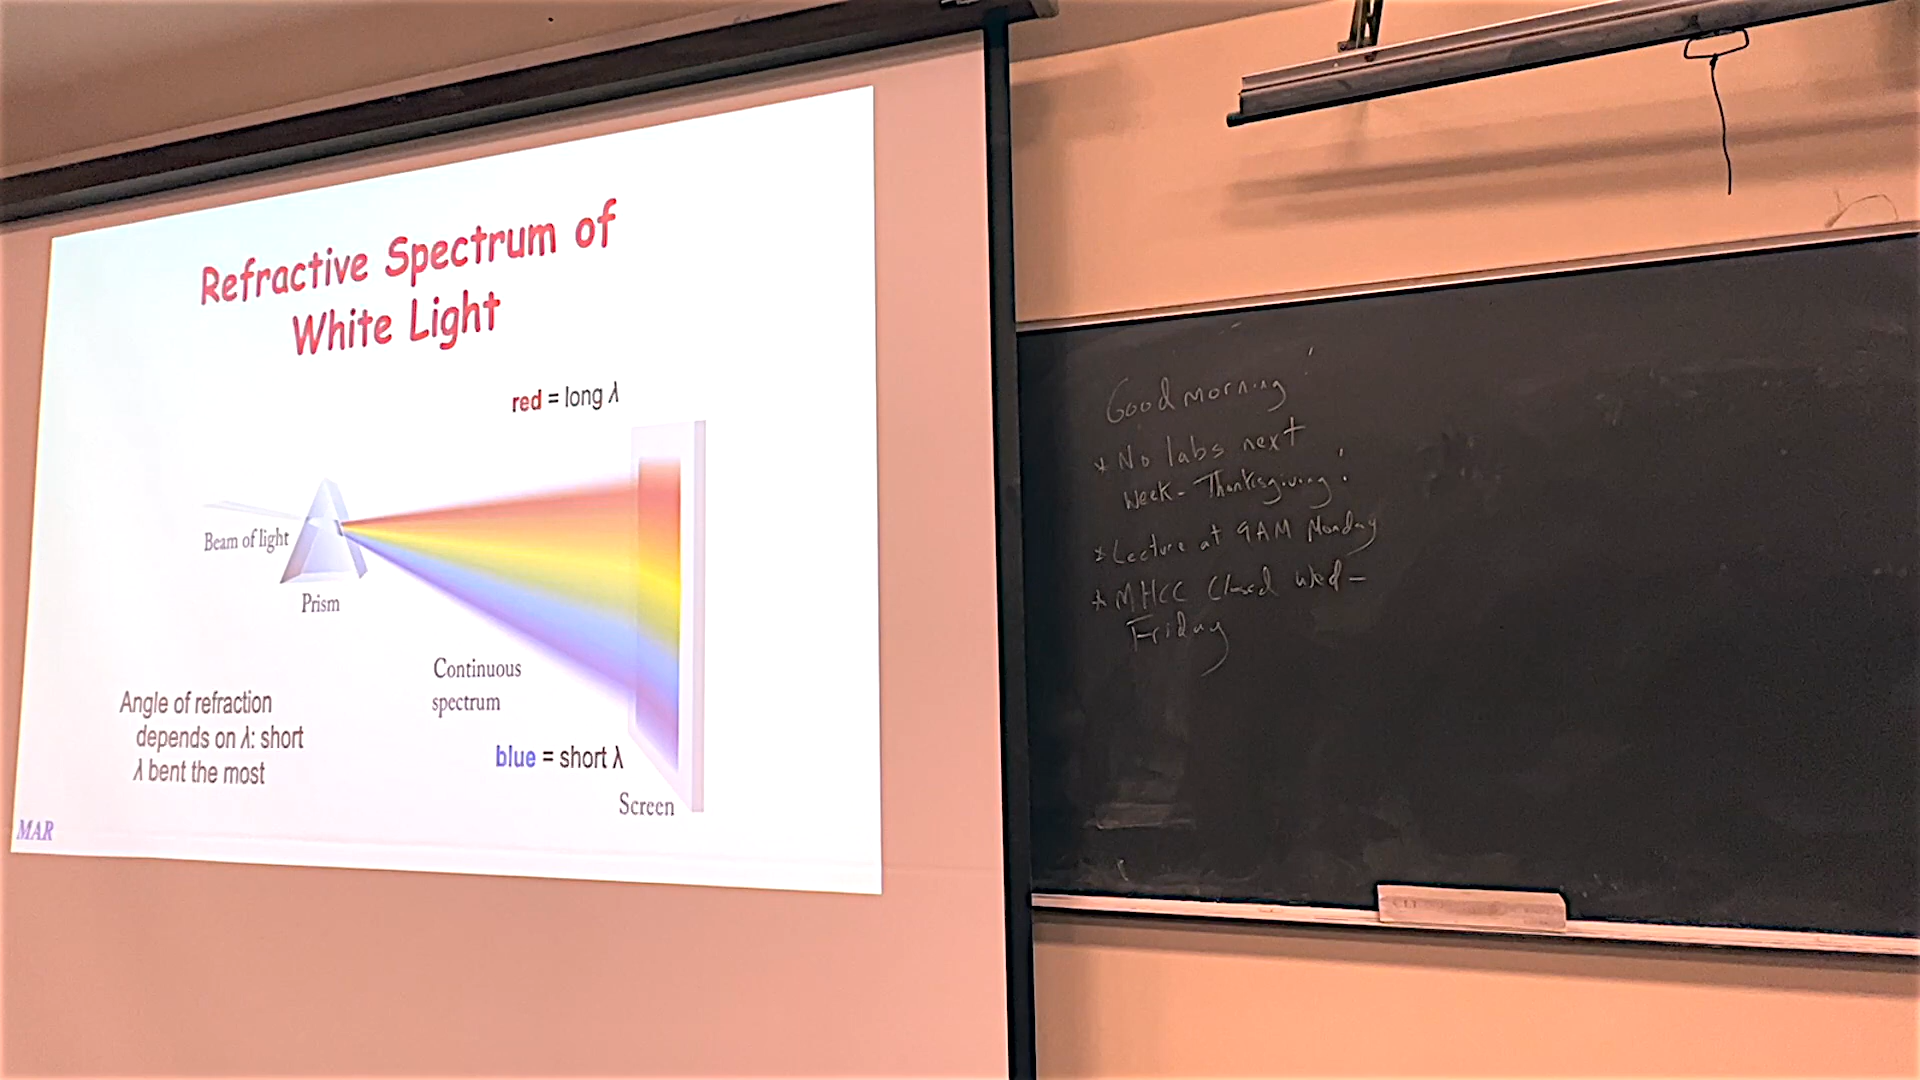 Refractive Spectrum of
White Light
red = long λ
Beam of light
Prism
Continuous
spectrum
Angle of refraction
depends on λ: short
λ bent the most
blue = short λ
Screen
MAR
Good morning
* No labs next
week - Thanksgiving!
* Lecture at 9AM Monday
* MHCC Closed Wed -
Friday